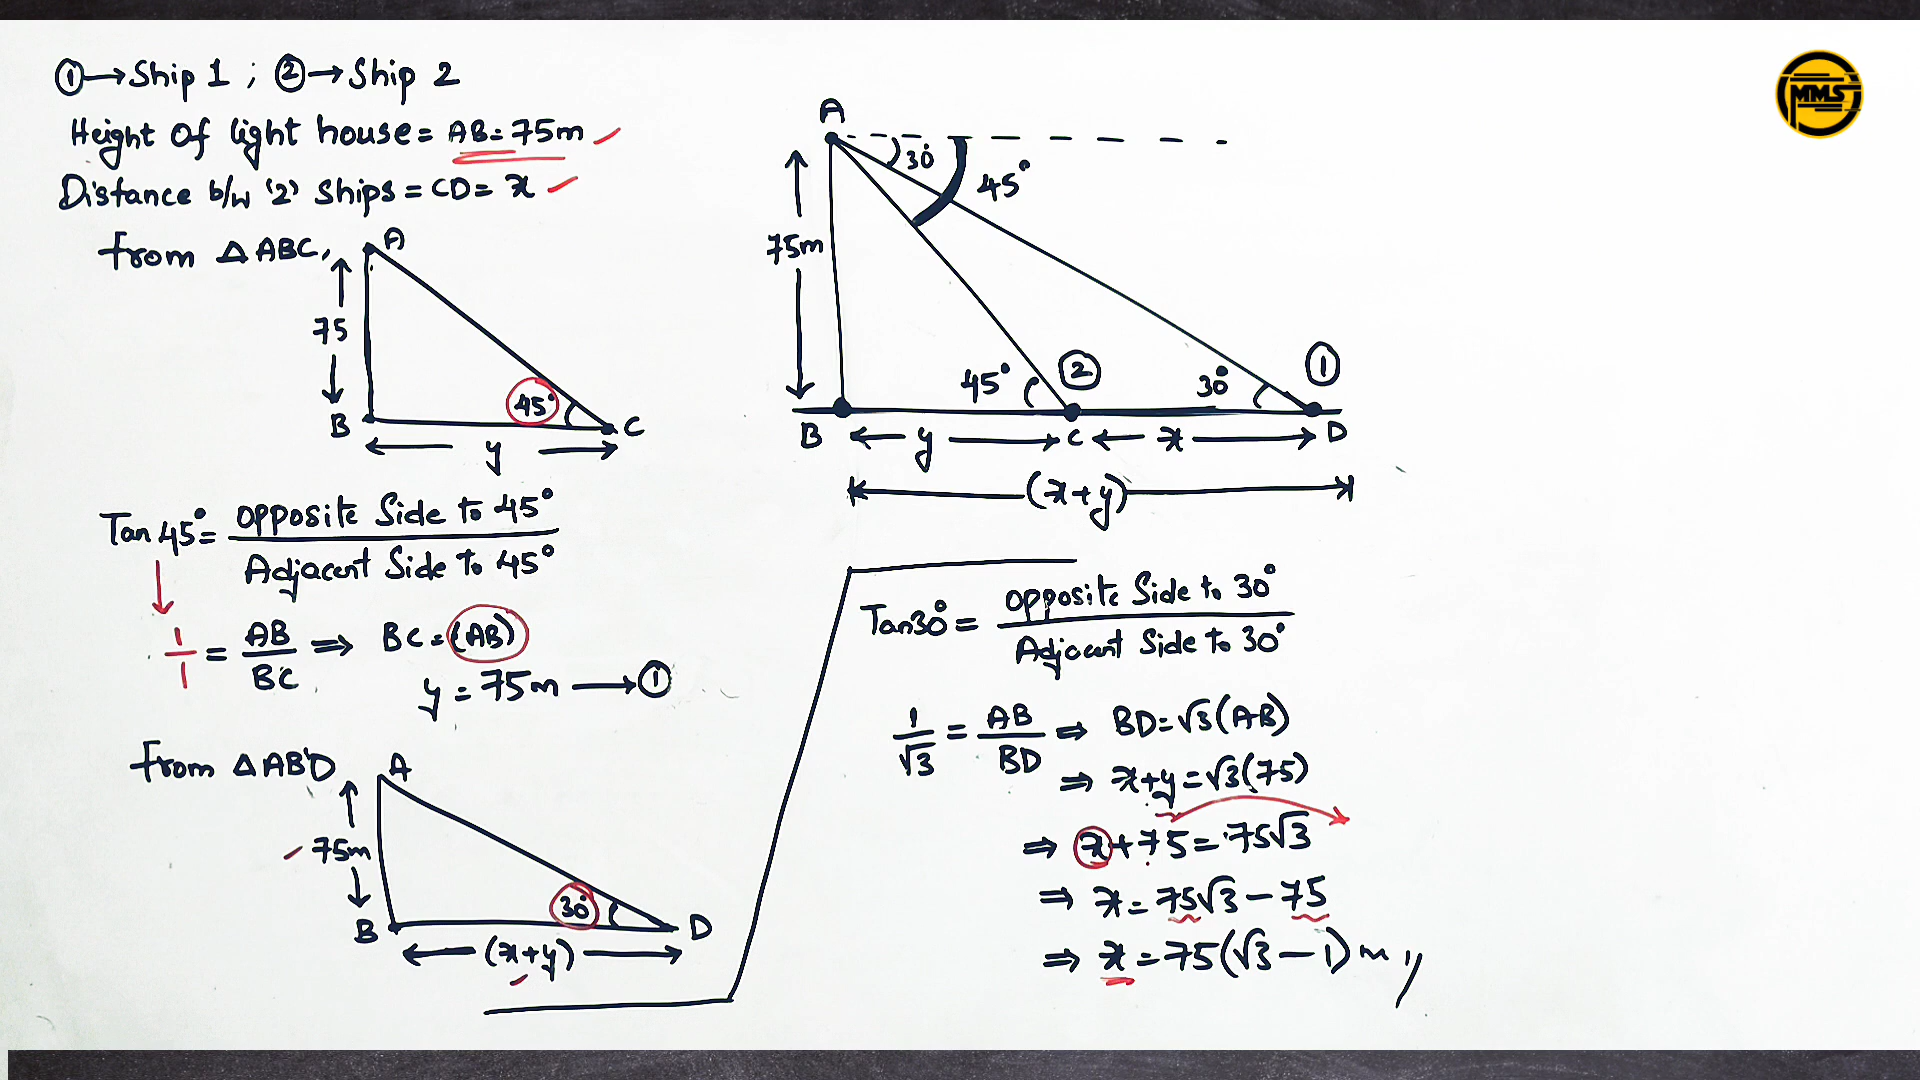 ①→Ship 1 ; ②→Ship 2
Height Of light house = AB = 75m
Distance b/w '2' Ships = CD = x
from △ABC,
A
75
45°
B
C
y
Tan 45° = Opposite Side to 45° / Adjacent Side to 45°
1/1 = AB/BC ⇒ BC = (AB)
y = 75m →①
from △ABD
A
75m
30°
B
D
(x+y)
MMS
A
30°
45°
75m
45°
②
30°
①
B ← y → C ← x → D
(x+y)
Tan30° = Opposite Side to 30° / Adjacent Side to 30°
1/√3 = AB/BD ⇒ BD = √3(AB)
⇒ x+y = √3(75)
⇒ x+75 = 75√3
⇒ x = 75√3 − 75
⇒ x = 75(√3 − 1) m //